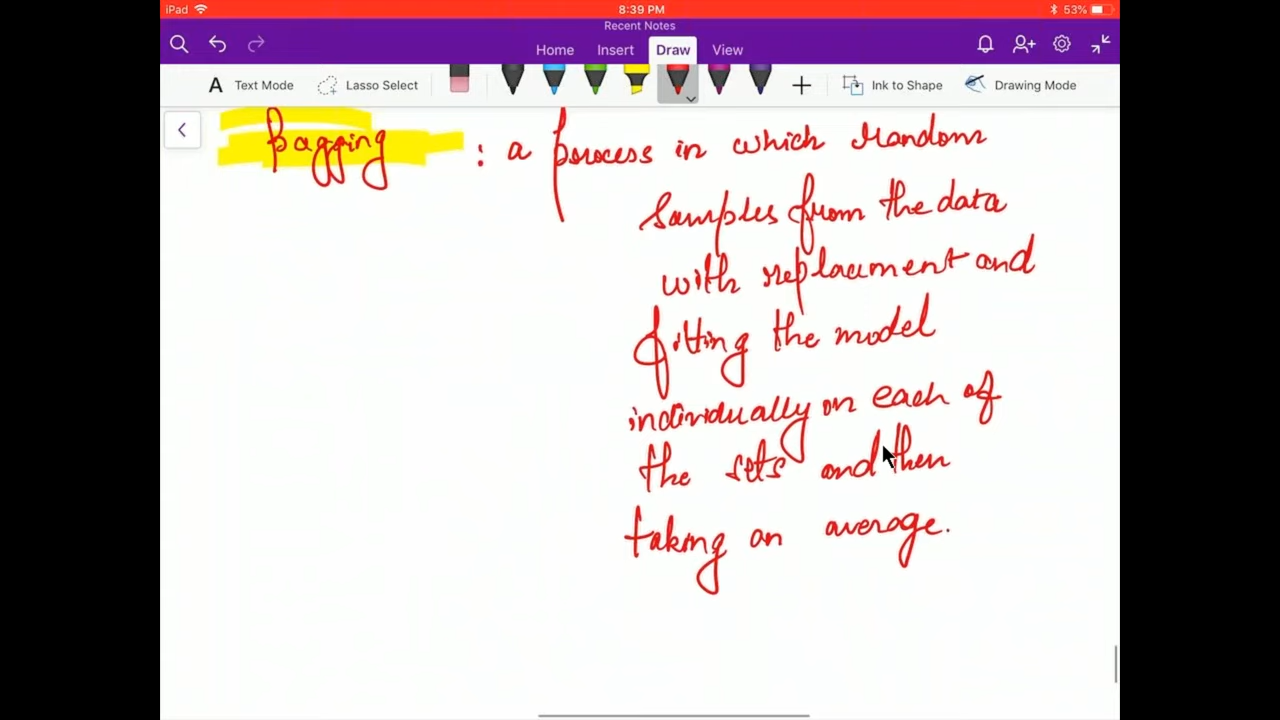 iPad
8:39 PM
53%
Recent Notes
Home Insert Draw View
A Text Mode Lasso Select Ink to Shape Drawing Mode
Bagging : a process in which random
samples from the data
with replacment and
fitting the model
individually on each of
the sets and then
taking an average.